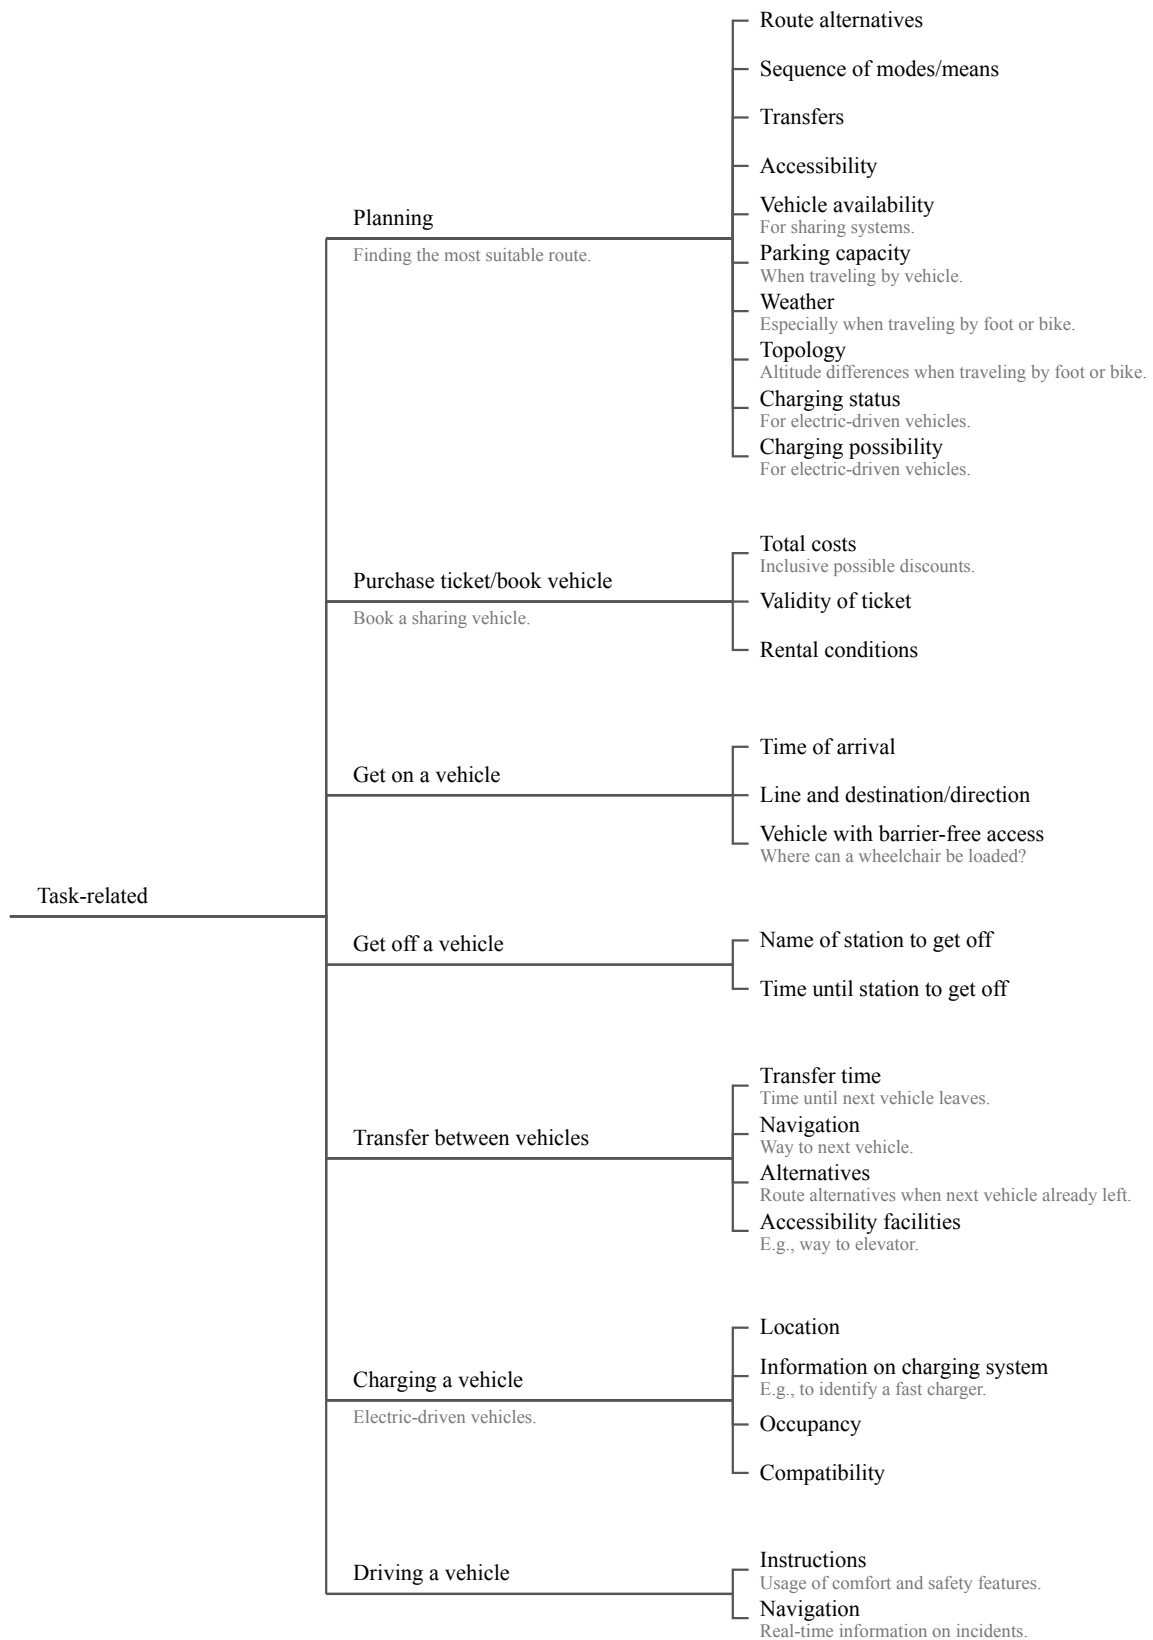 Task-related
Planning
Finding the most suitable route.
Route alternatives
Sequence of modes/means
Transfers
Accessibility
Vehicle availability
For sharing systems.
Parking capacity
When traveling by vehicle.
Weather
Especially when traveling by foot or bike.
Topology
Altitude differences when traveling by foot or bike.
Charging status
For electric-driven vehicles.
Charging possibility
For electric-driven vehicles.
Purchase ticket/book vehicle
Book a sharing vehicle.
Total costs
Inclusive possible discounts.
Validity of ticket
Rental conditions
Get on a vehicle
Time of arrival
Line and destination/direction
Vehicle with barrier-free access
Where can a wheelchair be loaded?
Get off a vehicle
Name of station to get off
Time until station to get off
Transfer between vehicles
Transfer time
Time until next vehicle leaves.
Navigation
Way to next vehicle.
Alternatives
Route alternatives when next vehicle already left.
Accessibility facilities
E.g., way to elevator.
Charging a vehicle
Electric-driven vehicles.
Location
Information on charging system
E.g., to identify a fast charger.
Occupancy
Compatibility
Driving a vehicle
Instructions
Usage of comfort and safety features.
Navigation
Real-time information on incidents.